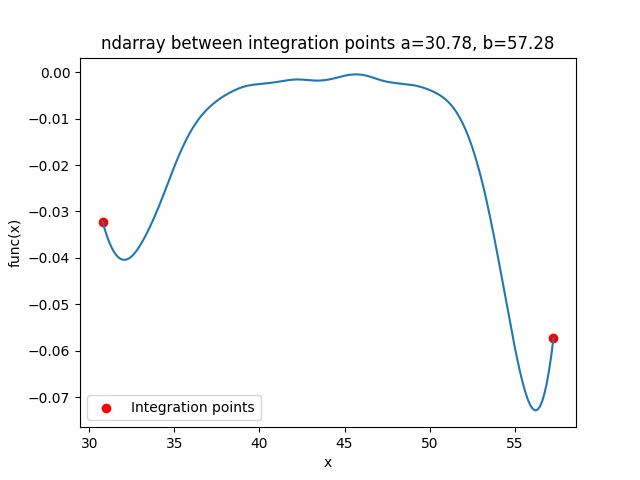 ndarray between integration points a=30.78, b=57.28
0.00
−0.01
−0.02
−0.03
−0.04
−0.05
−0.06
−0.07
func(x)
Integration points
30 35 40 45 50 55
x